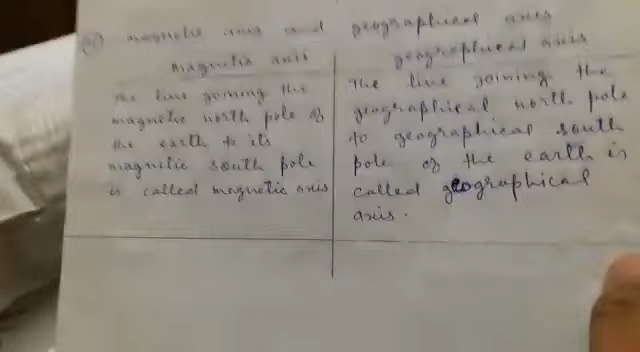 magnetic axis and geographical axis
magnetic axis
The line joining the
magnetic north pole of
the earth to its
magnetic south pole
is called magnetic axis
geographical axis
The line joining the
geographical north pole
to geographical south
pole of the earth is
called geographical
axis.